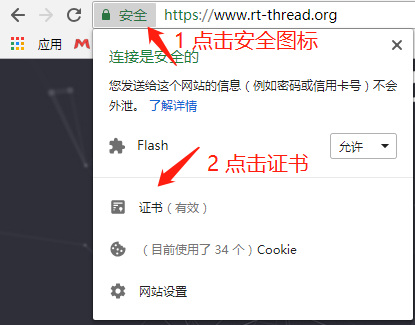 安全 https://www.rt-thread.org
应用
1 点击安全图标
连接是安全的
您发送给这个网站的信息（例如密码或信用卡号）不会
外泄。 了解详情
Flash 允许
2 点击证书
证书（有效）
（目前使用了 34 个）Cookie
网站设置